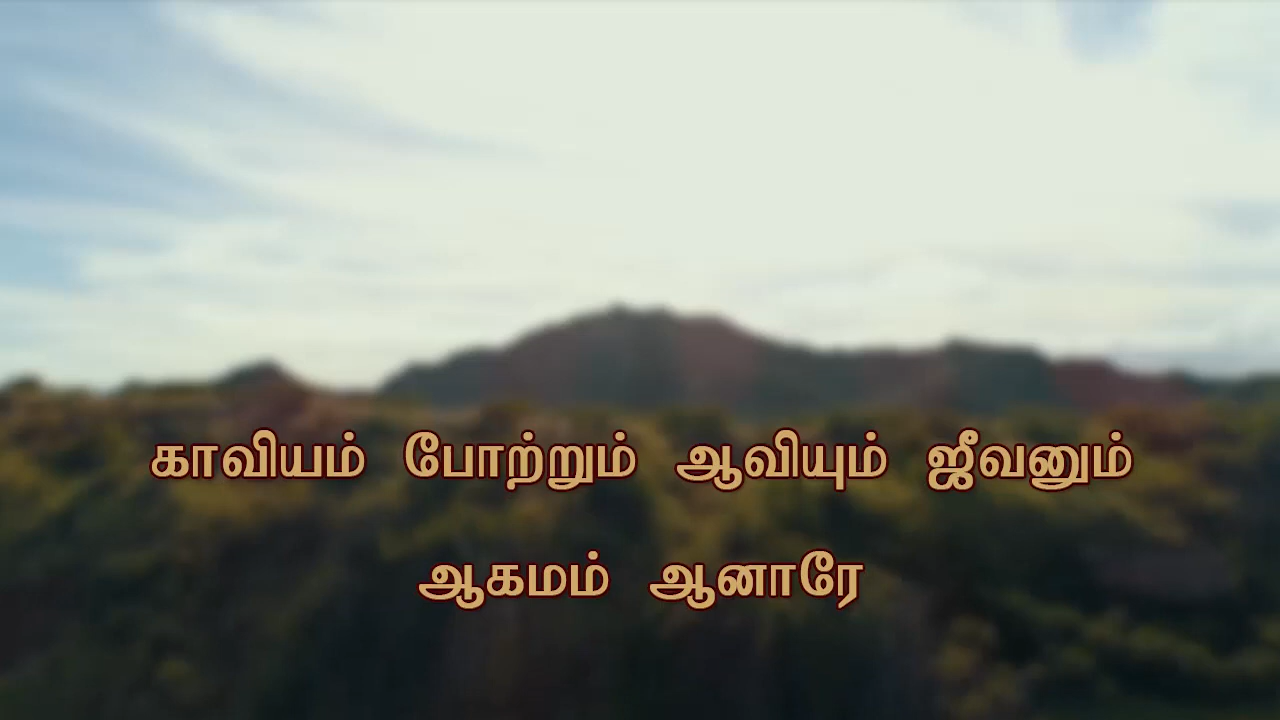 காவியம் போற்றும் ஆவியும் ஜீவனும்
ஆகமம் ஆனாரே